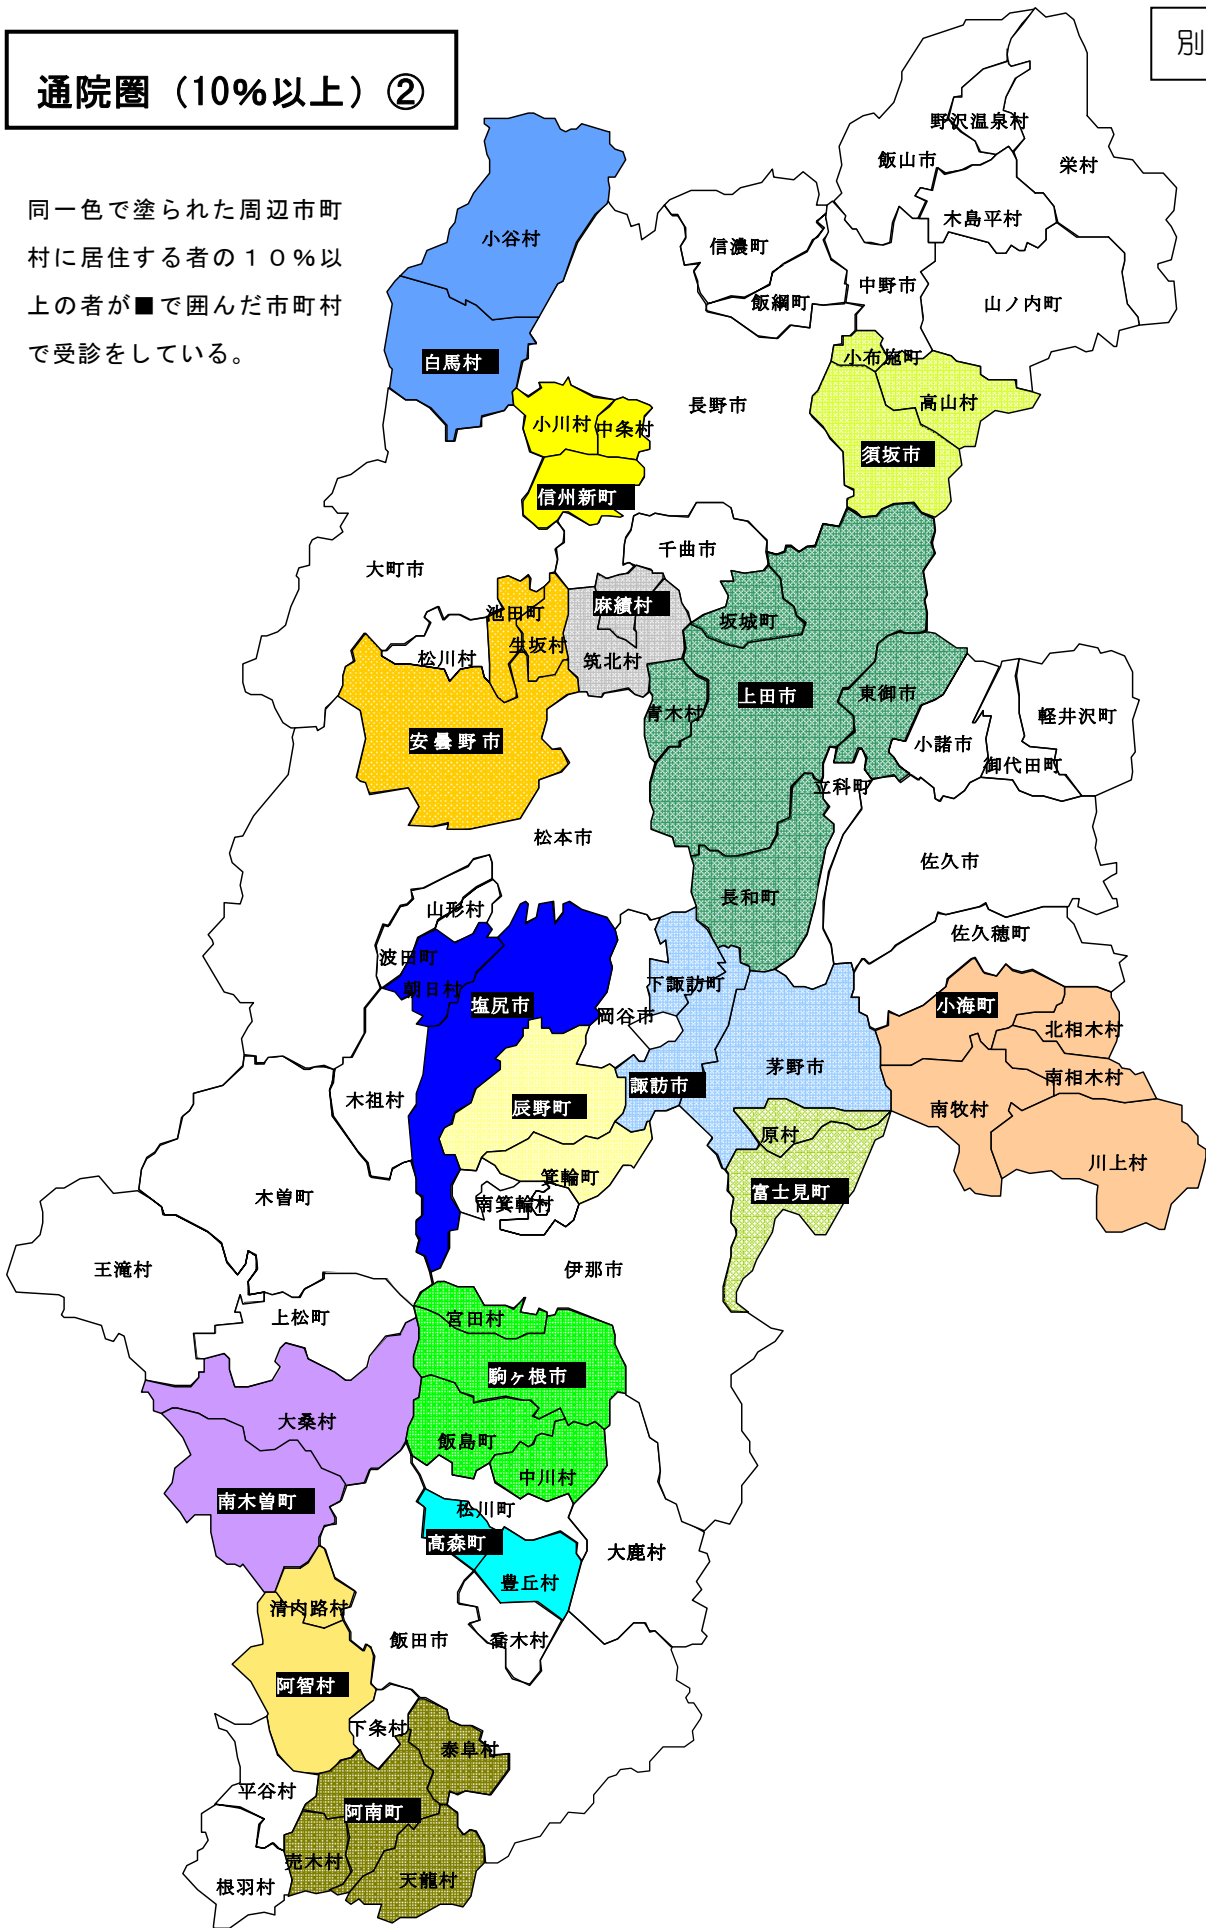 別
通院圏（10%以上）②
同一色で塗られた周辺市町
村に居住する者の１０%以
上の者が■で囲んだ市町村
で受診をしている。
野沢温泉村
飯山市
栄村
木島平村
小谷村
信濃町
飯綱町
中野市
山ノ内町
白馬村
小布施町
高山村
長野市
小川村
中条村
須坂市
信州新町
千曲市
大町市
池田町
麻績村
坂城町
生坂村
松川村
筑北村
上田市
東御市
青木村
軽井沢町
安曇野市
小諸市
御代田町
立科町
松本市
佐久市
長和町
山形村
佐久穂町
波田町
朝日村
塩尻市
下諏訪町
小海町
岡谷市
北相木村
茅野市
南相木村
諏訪市
木祖村
辰野町
南牧村
原村
川上村
箕輪町
富士見町
木曽町
南箕輪村
王滝村
伊那市
上松町
宮田村
駒ヶ根市
大桑村
飯島町
中川村
南木曽町
松川町
高森町
大鹿村
豊丘村
清内路村
飯田市
喬木村
阿智村
下条村
泰阜村
平谷村
阿南町
売木村
天龍村
根羽村